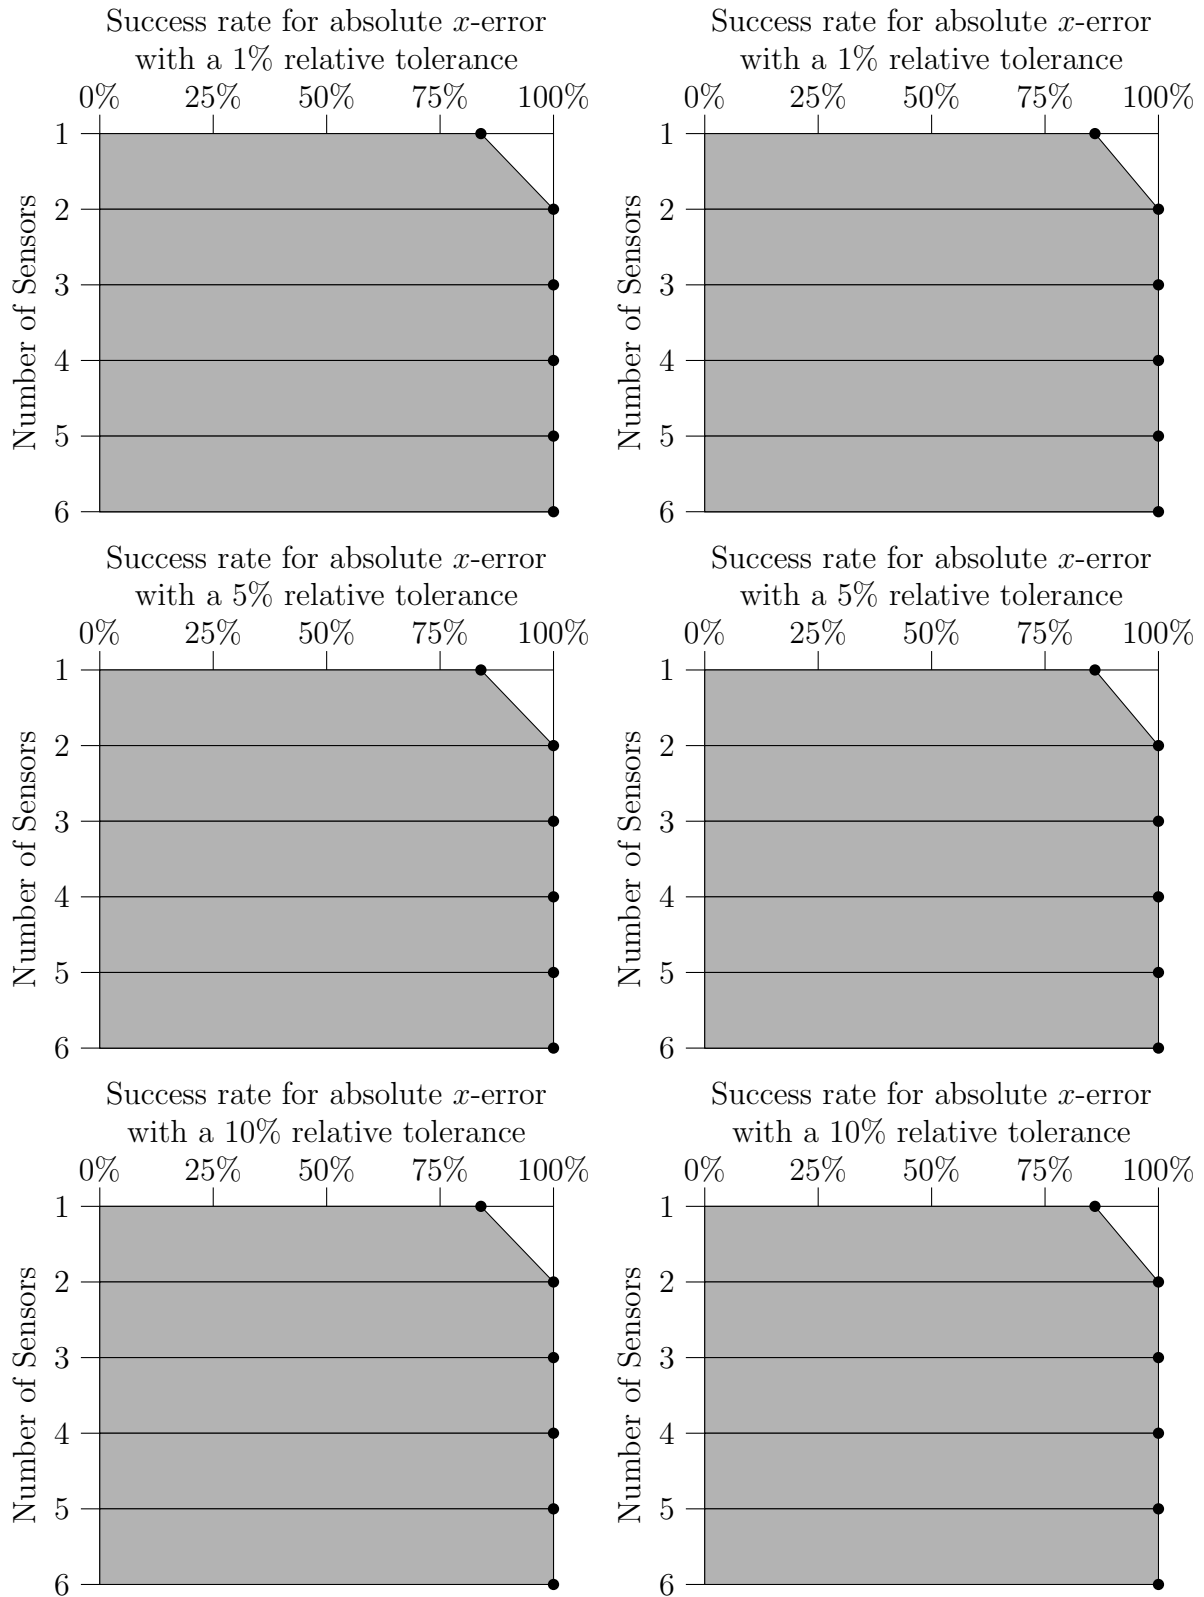 Success rate for absolute x-error
with a 1% relative tolerance
0% 25% 50% 75% 100%
1
2
3
4
5
6
Number of Sensors
Success rate for absolute x-error
with a 1% relative tolerance
0% 25% 50% 75% 100%
1
2
3
4
5
6
Number of Sensors
Success rate for absolute x-error
with a 5% relative tolerance
0% 25% 50% 75% 100%
1
2
3
4
5
6
Number of Sensors
Success rate for absolute x-error
with a 5% relative tolerance
0% 25% 50% 75% 100%
1
2
3
4
5
6
Number of Sensors
Success rate for absolute x-error
with a 10% relative tolerance
0% 25% 50% 75% 100%
1
2
3
4
5
6
Number of Sensors
Success rate for absolute x-error
with a 10% relative tolerance
0% 25% 50% 75% 100%
1
2
3
4
5
6
Number of Sensors